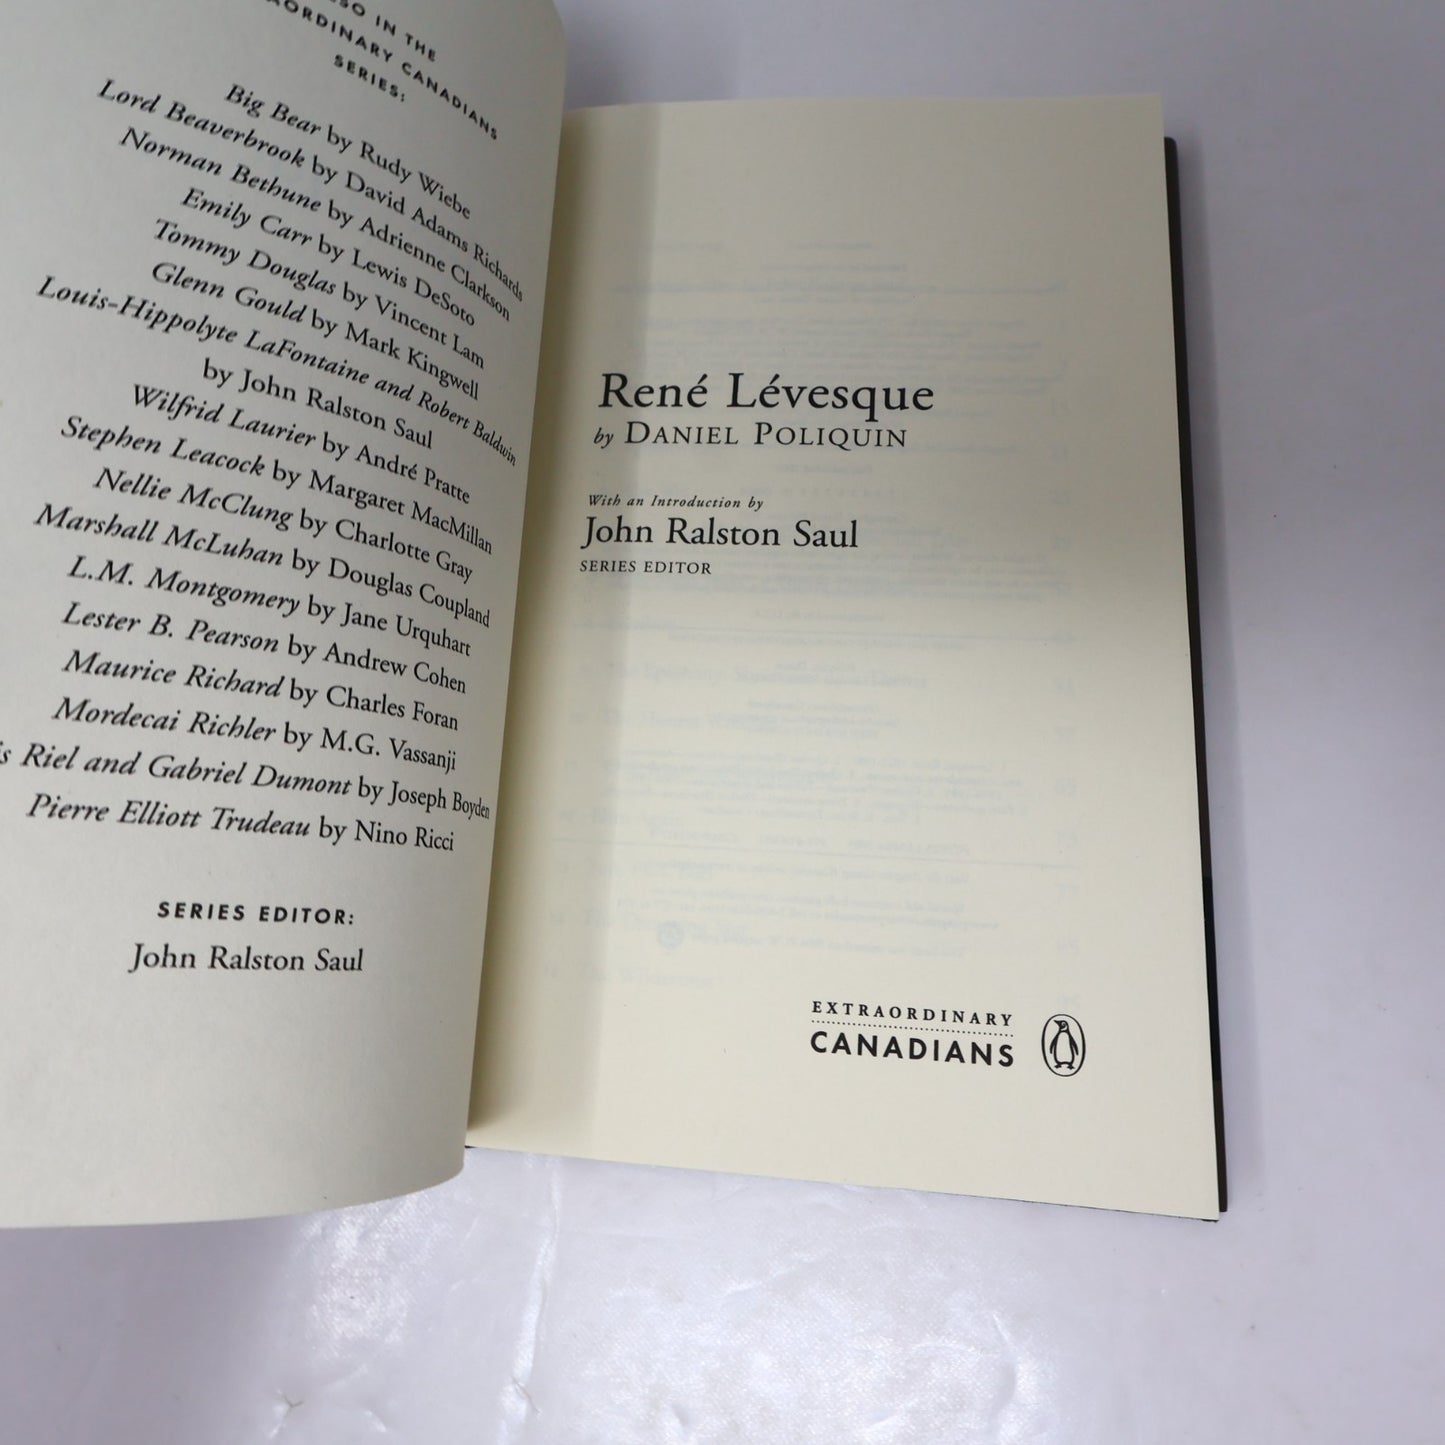 IN THE
CANADIANS
SERIES:
Big Bear by Rudy Wiebe
Lord Beaverbrook by David Adams Richards
Norman Bethune by Adrienne Clarkson
Emily Carr by Lewis DeSoto
Tommy Douglas by Vincent Lam
Glenn Gould by Mark Kingwell
Louis-Hippolyte LaFontaine and Robert Baldwin
by John Ralston Saul
Wilfrid Laurier by André Pratte
Stephen Leacock by Margaret MacMillan
Nellie McClung by Charlotte Gray
Marshall McLuhan by Douglas Coupland
L.M. Montgomery by Jane Urquhart
Lester B. Pearson by Andrew Cohen
Maurice Richard by Charles Foran
Mordecai Richler by M.G. Vassanji
Riel and Gabriel Dumont by Joseph Boyden
Pierre Elliott Trudeau by Nino Ricci
SERIES EDITOR:
John Ralston Saul
René Lévesque
by DANIEL POLIQUIN
With an Introduction by
John Ralston Saul
SERIES EDITOR
EXTRAORDINARY
CANADIANS